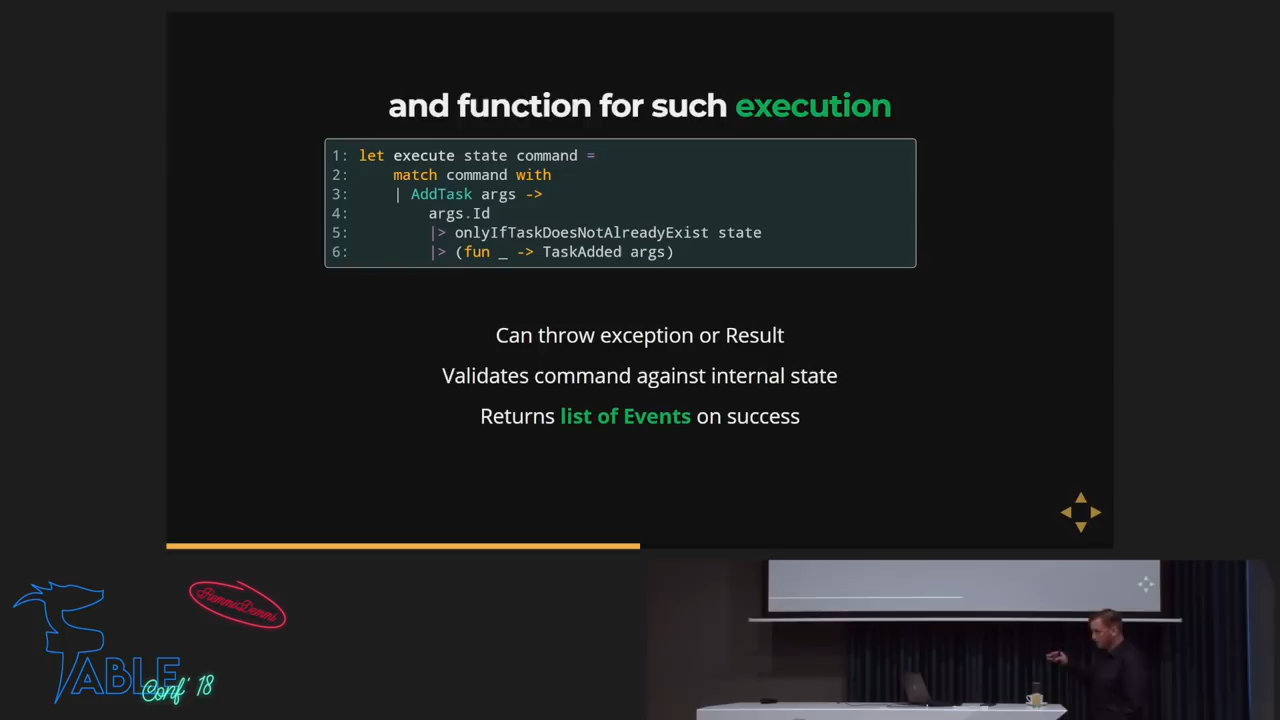 and function for such execution
1: let execute state command =
2: match command with
3: | AddTask args ->
4: args.Id
5: |> onlyIfTaskDoesNotAlreadyExist state
6: |> (fun _ -> TaskAdded args)
Can throw exception or Result
Validates command against internal state
Returns list of Events on success
RemmiDemmi
FABLE
Conf' 18